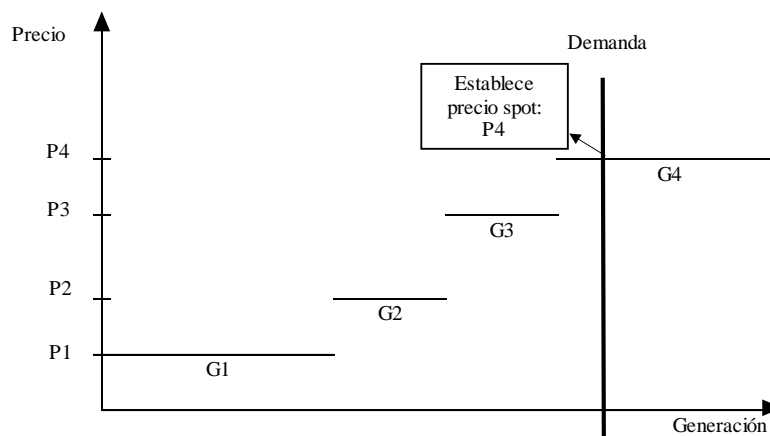 Precio
Demanda
Establece
precio spot:
P4
P4
G4
P3
G3
P2
G2
P1
G1
Generación